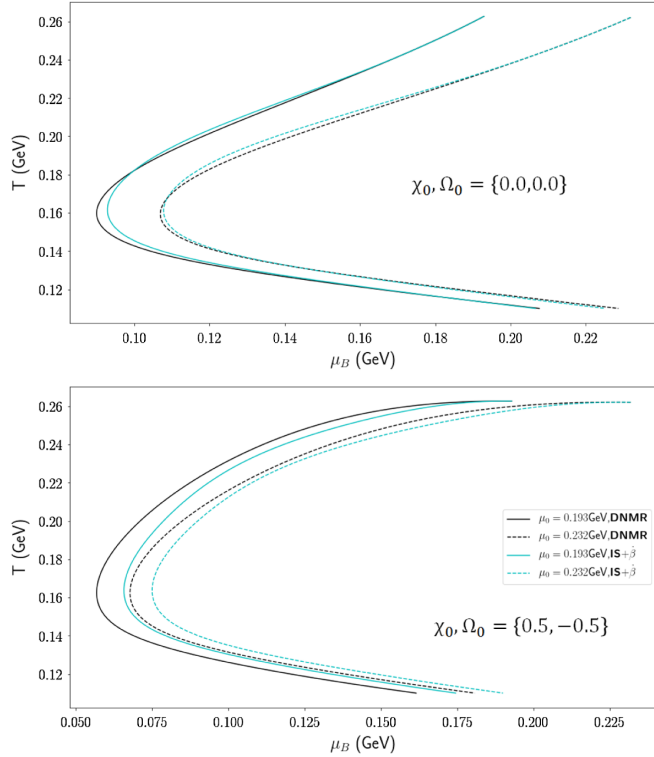 0.26
0.24
0.22
0.20
0.18
0.16
0.14
0.12
T (GeV)
χ₀, Ω₀ = {0.0,0.0}
0.10 0.12 0.14 0.16 0.18 0.20 0.22
μ_B (GeV)
0.26
0.24
0.22
0.20
0.18
0.16
0.14
0.12
T (GeV)
μ₀ = 0.193GeV,DNMR
μ₀ = 0.232GeV,DNMR
μ₀ = 0.193GeV,IS+β̇
μ₀ = 0.232GeV,IS+β̇
χ₀, Ω₀ = {0.5, −0.5}
0.050 0.075 0.100 0.125 0.150 0.175 0.200 0.225
μ_B (GeV)